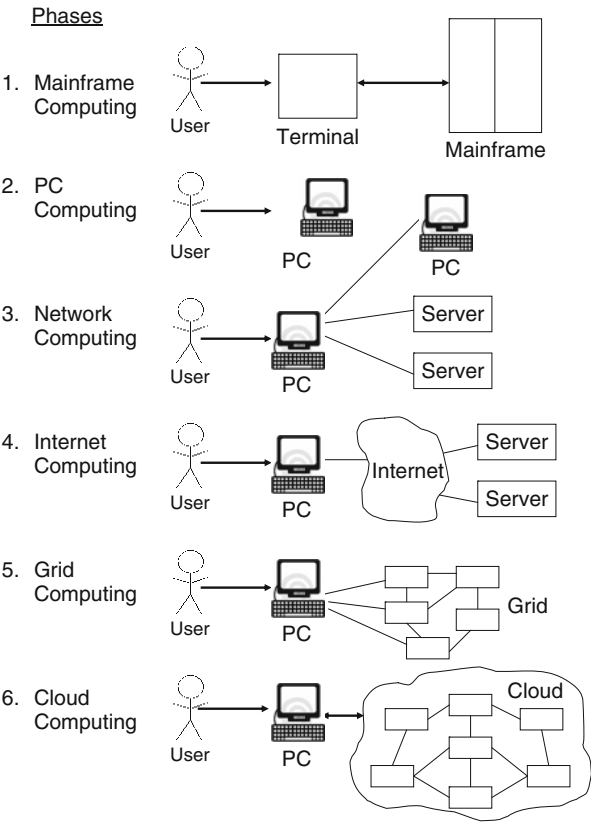 Phases
1. Mainframe
Computing
User
Terminal
Mainframe
2. PC
Computing
User
PC
PC
3. Network
Computing
User
PC
Server
Server
4. Internet
Computing
User
PC
Internet
Server
Server
5. Grid
Computing
User
PC
Grid
6. Cloud
Computing
User
PC
Cloud